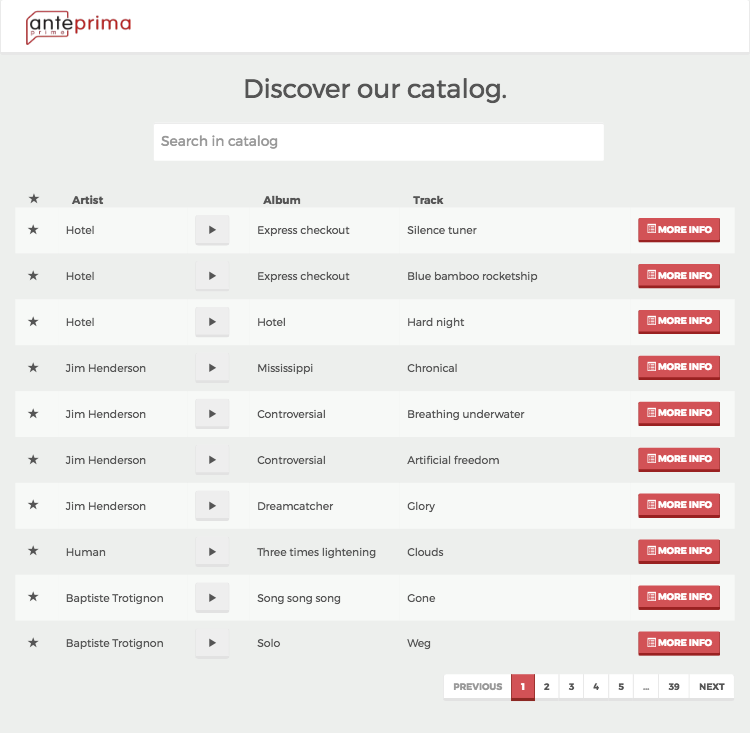 anteprima
prime
Discover our catalog.
Search in catalog
★ Artist Album Track
★ Hotel Express checkout Silence tuner MORE INFO
★ Hotel Express checkout Blue bamboo rocketship MORE INFO
★ Hotel Hotel Hard night MORE INFO
★ Jim Henderson Mississippi Chronical MORE INFO
★ Jim Henderson Controversial Breathing underwater MORE INFO
★ Jim Henderson Controversial Artificial freedom MORE INFO
★ Jim Henderson Dreamcatcher Glory MORE INFO
★ Human Three times lightening Clouds MORE INFO
★ Baptiste Trotignon Song song song Gone MORE INFO
★ Baptiste Trotignon Solo Weg MORE INFO
PREVIOUS 1 2 3 4 5 ... 39 NEXT